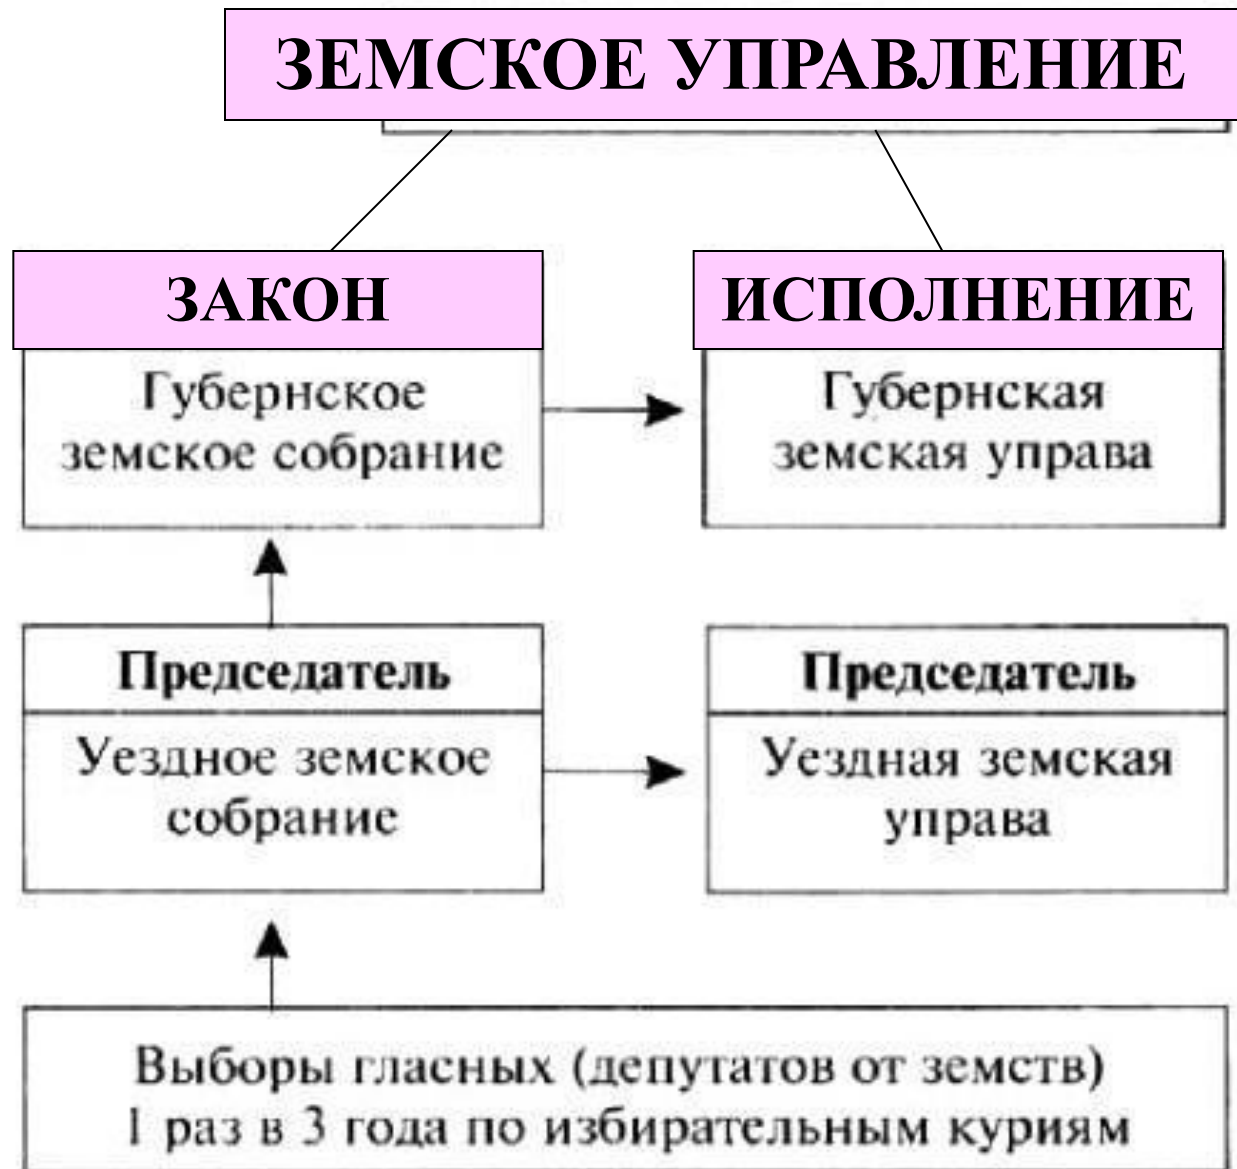 ЗЕМСКОЕ УПРАВЛЕНИЕ
ЗАКОН
ИСПОЛНЕНИЕ
Губернское
земское собрание
Губернская
земская управа
Председатель
Уездное земское
собрание
Председатель
Уездная земская
управа
Выборы гласных (депутатов от земств)
1 раз в 3 года по избирательным куриям